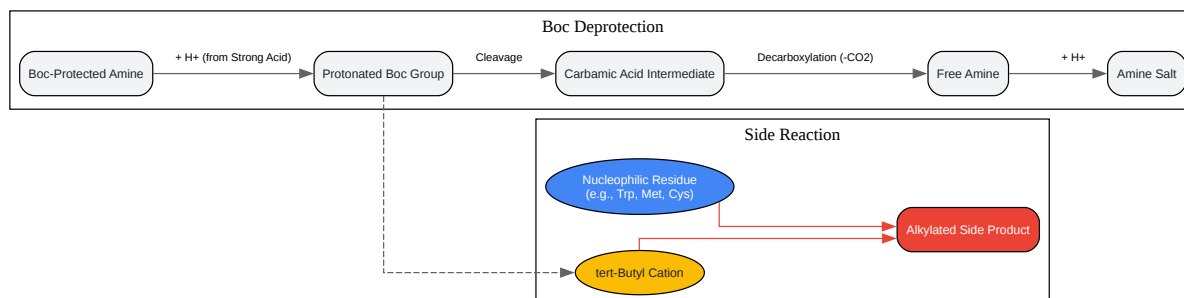 Boc Deprotection
Boc-Protected Amine
+ H+ (from Strong Acid)
Protonated Boc Group
Cleavage
Carbamic Acid Intermediate
Decarboxylation (-CO2)
Free Amine
+ H+
Amine Salt
Side Reaction
Nucleophilic Residue
(e.g., Trp, Met, Cys)
Alkylated Side Product
tert-Butyl Cation